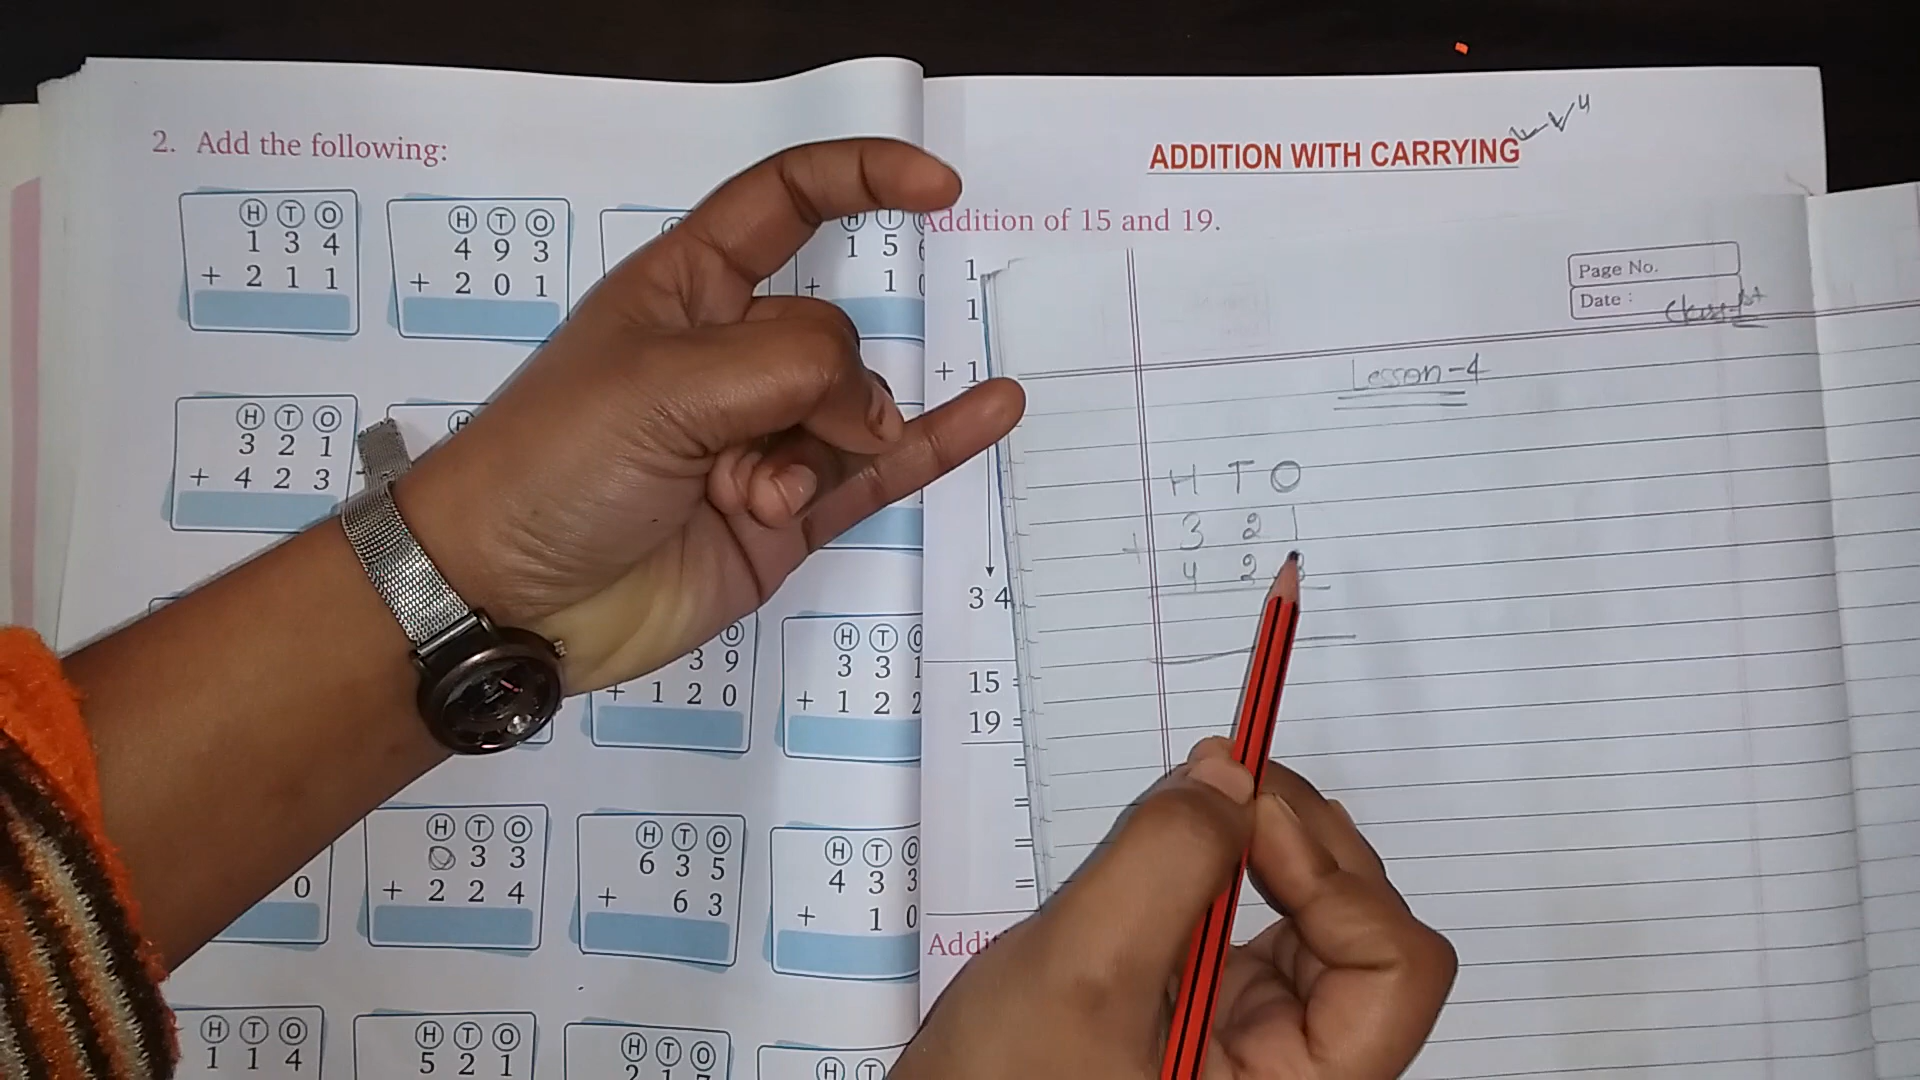 2. Add the following:
H T O
1 3 4
+ 2 1 1
H T O
4 9 3
+ 2 0 1
H T
1 5
+ 1
H T O
3 2 1
+ 4 2 3
H
O
3 9
+ 1 2 0
H T O
3 3 1
+ 1 2 2
0
H T O
3 3
+ 2 2 4
H T O
6 3 5
+ 6 3
H T O
4 3 3
+ 1 0
H T O
1 1 4
H T O
5 2 1
H T O
2 1
H T
ADDITION WITH CARRYING
Addition of 15 and 19.
1
1
+ 1
3 4
15 =
19 =
=
=
=
=
Page No.
Date :
Lesson-4
H T O
3 2 1
+ 4 2 3